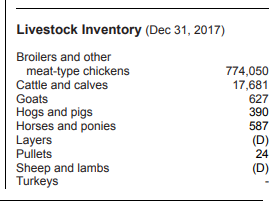 Livestock Inventory (Dec 31, 2017)
Broilers and other
meat-type chickens 774,050
Cattle and calves 17,681
Goats 627
Hogs and pigs 390
Horses and ponies 587
Layers (D)
Pullets 24
Sheep and lambs (D)
Turkeys -